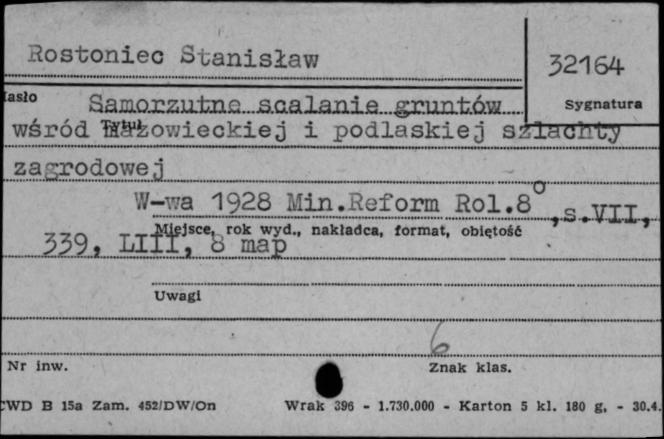 Rostoniec Stanisław
32164
Hasło Samorzutne scalanie gruntów
Sygnatura
Tytuł
wśród mazowieckiej i podlaskiej szlachty
zagrodowej
W-wa 1928 Min.Reform Rol.8°, s.VII,
Miejsce, rok wyd., nakładca, format, objętość
339, LIII, 8 map
Uwagi
6
Nr inw.
Znak klas.
CWD B 15a Zam. 452/DW/On Wrak 396 - 1.730.000 - Karton 5 kl. 180 g. - 30.4.